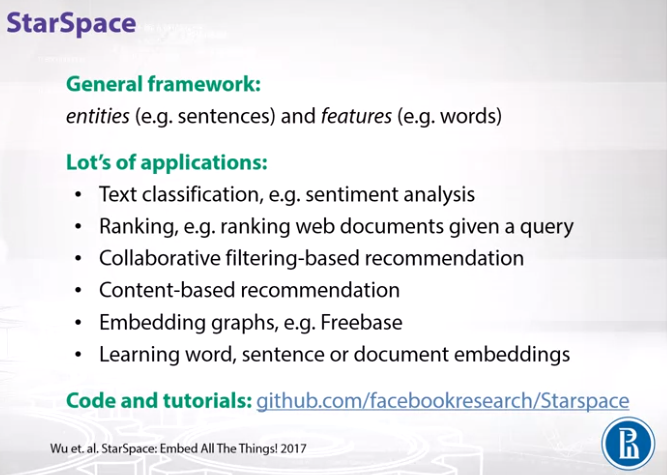 StarSpace
General framework:
entities (e.g. sentences) and features (e.g. words)
Lot's of applications:
• Text classification, e.g. sentiment analysis
• Ranking, e.g. ranking web documents given a query
• Collaborative filtering-based recommendation
• Content-based recommendation
• Embedding graphs, e.g. Freebase
• Learning word, sentence or document embeddings
Code and tutorials: github.com/facebookresearch/Starspace
Wu et. al. StarSpace: Embed All The Things! 2017